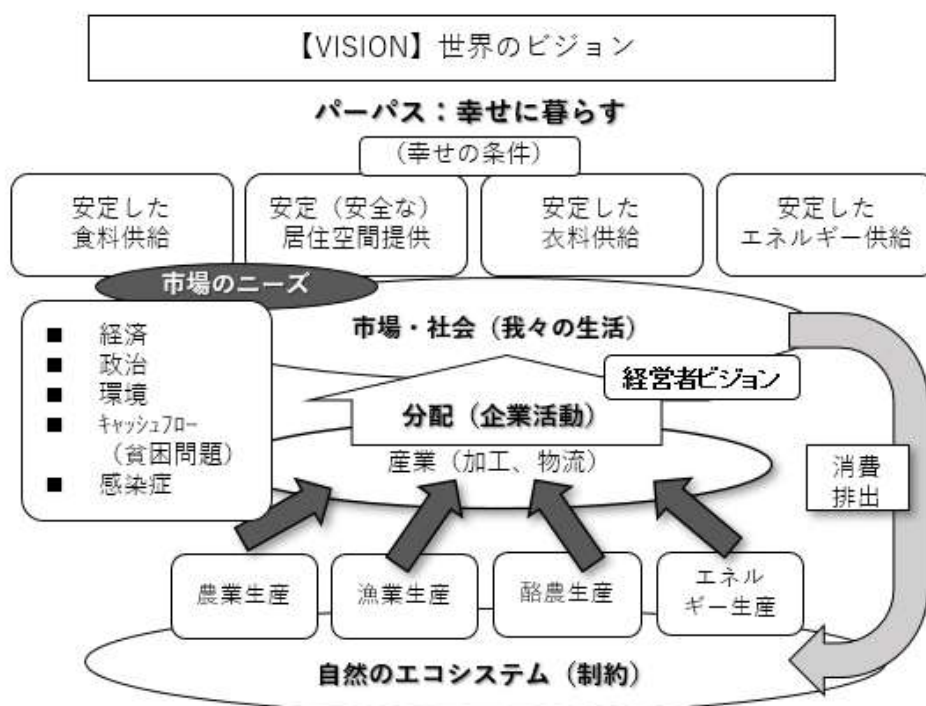 【VISION】世界のビジョン
パーパス：幸せに暮らす
（幸せの条件）
安定した
食料供給
安定（安全な）
居住空間提供
安定した
衣料供給
安定した
エネルギー供給
市場のニーズ
■ 経済
■ 政治
■ 環境
■ ｷｬｯｼｭﾌﾛｰ
（貧困問題）
■ 感染症
市場・社会（我々の生活）
経営者ビジョン
分配（企業活動）
産業（加工、物流）
消費
排出
農業生産
漁業生産
酪農生産
エネル
ギー生産
自然のエコシステム（制約）